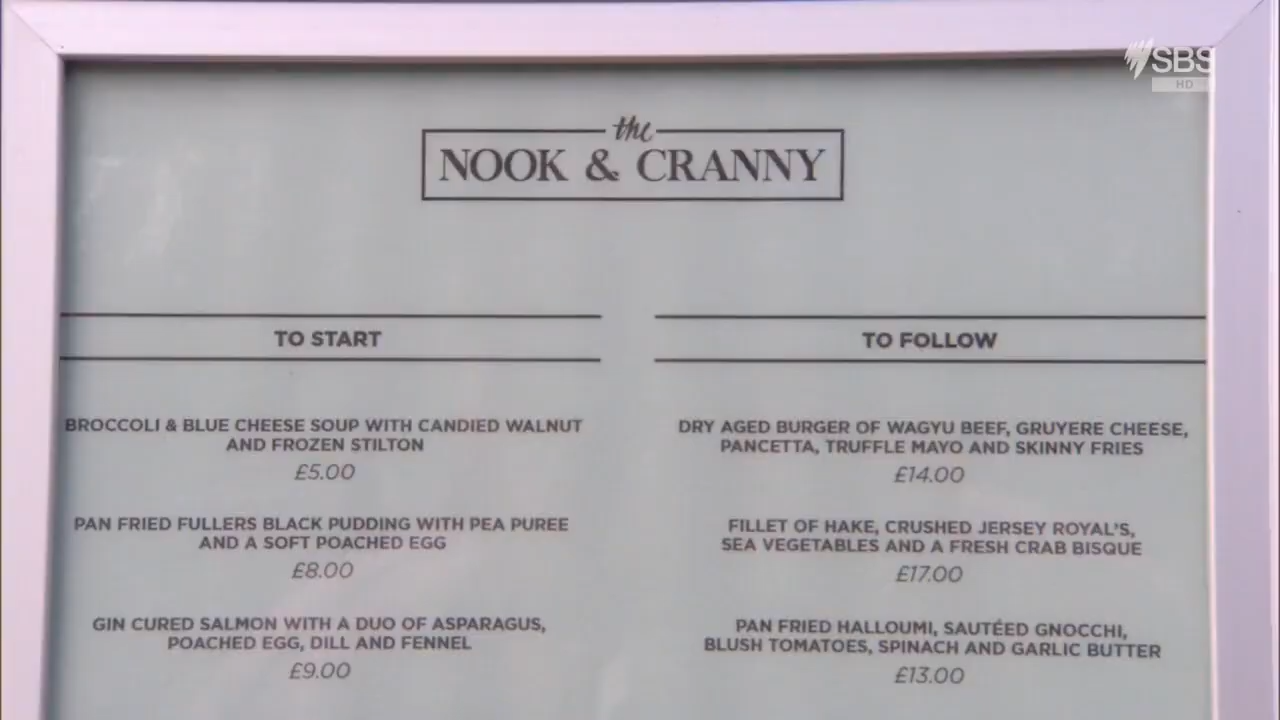 SBS
HD
the
NOOK & CRANNY
TO START
BROCCOLI & BLUE CHEESE SOUP WITH CANDIED WALNUT
AND FROZEN STILTON
£5.00
PAN FRIED FULLERS BLACK PUDDING WITH PEA PUREE
AND A SOFT POACHED EGG
£8.00
GIN CURED SALMON WITH A DUO OF ASPARAGUS,
POACHED EGG, DILL AND FENNEL
£9.00
TO FOLLOW
DRY AGED BURGER OF WAGYU BEEF, GRUYERE CHEESE,
PANCETTA, TRUFFLE MAYO AND SKINNY FRIES
£14.00
FILLET OF HAKE, CRUSHED JERSEY ROYAL'S,
SEA VEGETABLES AND A FRESH CRAB BISQUE
£17.00
PAN FRIED HALLOUMI, SAUTÉED GNOCCHI,
BLUSH TOMATOES, SPINACH AND GARLIC BUTTER
£13.00